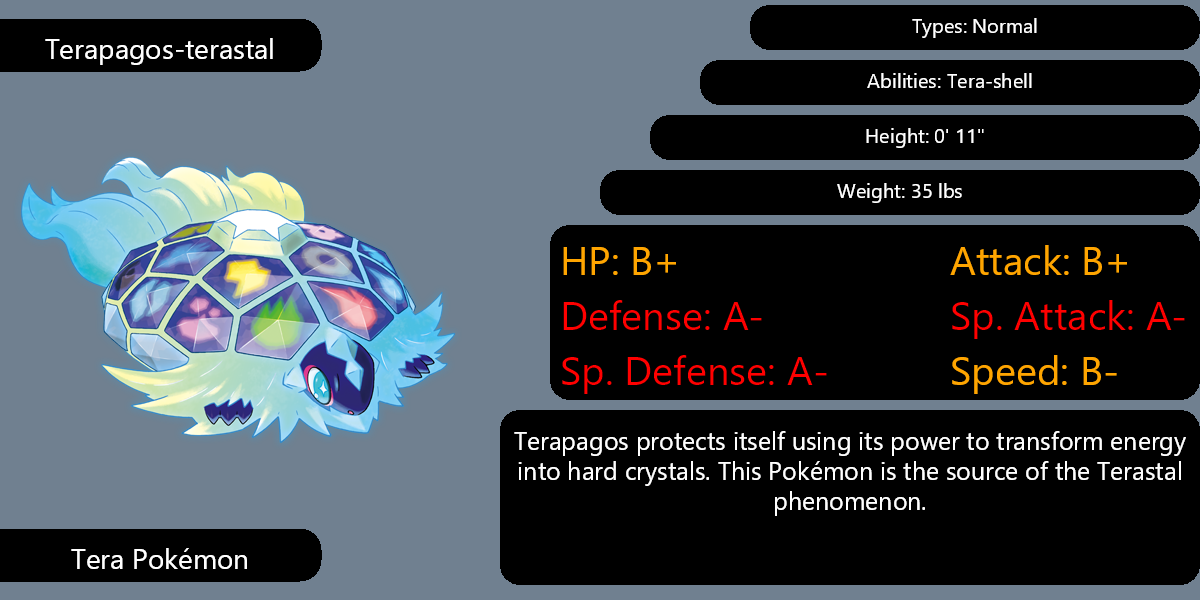 Terapagos-terastal
Types: Normal
Abilities: Tera-shell
Height: 0' 11"
Weight: 35 lbs
HP: B+
Attack: B+
Defense: A-
Sp. Attack: A-
Sp. Defense: A-
Speed: B-
Terapagos protects itself using its power to transform energy
into hard crystals. This Pokémon is the source of the Terastal
phenomenon.
Tera Pokémon